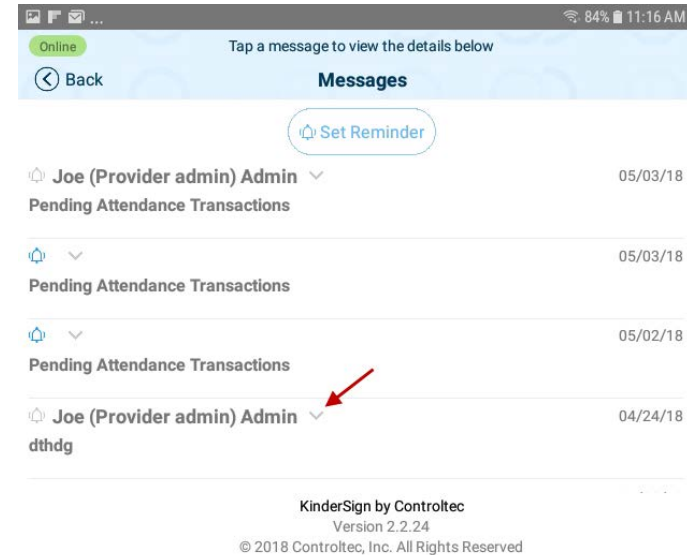 ... 84% 11:16 AM
Online Tap a message to view the details below
Back Messages
Set Reminder
Joe (Provider admin) Admin 05/03/18
Pending Attendance Transactions
05/03/18
Pending Attendance Transactions
05/02/18
Pending Attendance Transactions
Joe (Provider admin) Admin 04/24/18
dthdg
KinderSign by Controltec
Version 2.2.24
© 2018 Controltec, Inc. All Rights Reserved